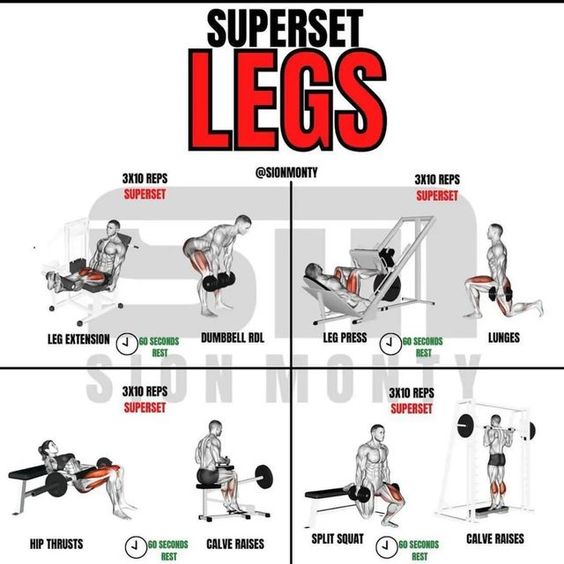 SUPERSET
LEGS
@SIONMONTY
3X10 REPS
SUPERSET
LEG EXTENSION
60 SECONDS
REST
DUMBBELL RDL
3X10 REPS
SUPERSET
LEG PRESS
60 SECONDS
REST
LUNGES
SION MONTY
3X10 REPS
SUPERSET
HIP THRUSTS
60 SECONDS
REST
CALVE RAISES
3X10 REPS
SUPERSET
SPLIT SQUAT
60 SECONDS
REST
CALVE RAISES